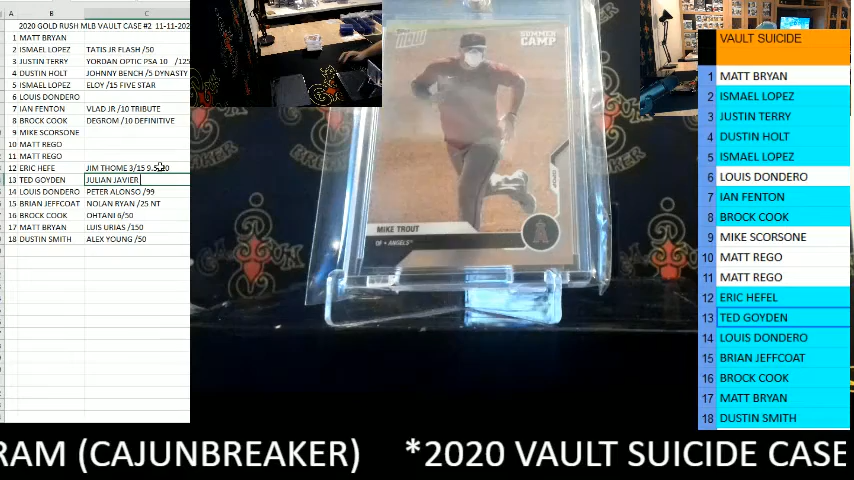 A B C
2020 GOLD RUSH MLB VAULT CASE #2 11-11-202
1 MATT BRYAN
2 ISMAEL LOPEZ TATIS JR FLASH /50
3 JUSTIN TERRY YORDAN OPTIC PSA 10 /125
4 DUSTIN HOLT JOHNNY BENCH /5 DYNASTY
5 ISMAEL LOPEZ ELOY /15 FIVE STAR
6 LOUIS DONDERO
7 IAN FENTON VLAD JR /10 TRIBUTE
8 BROCK COOK DEGROM /10 DEFINITIVE
9 MIKE SCORSONE
10 MATT REGO
11 MATT REGO
12 ERIC HEFE JIM THOME 3/15 9.5
13 TED GOYDEN JULIAN JAVIER
14 LOUIS DONDERO PETER ALONSO /99
15 BRIAN JEFFCOAT NOLAN RYAN /25 NT
16 BROCK COOK OHTANI 6/50
17 MATT BRYAN LUIS URIAS /150
18 DUSTIN SMITH ALEX YOUNG /50
NOW
SUMMER CAMP
MIKE TROUT
OF • ANGELS
VAULT SUICIDE
1 MATT BRYAN
2 ISMAEL LOPEZ
3 JUSTIN TERRY
4 DUSTIN HOLT
5 ISMAEL LOPEZ
6 LOUIS DONDERO
7 IAN FENTON
8 BROCK COOK
9 MIKE SCORSONE
10 MATT REGO
11 MATT REGO
12 ERIC HEFEL
13 TED GOYDEN
14 LOUIS DONDERO
15 BRIAN JEFFCOAT
16 BROCK COOK
17 MATT BRYAN
18 DUSTIN SMITH
RAM (CAJUNBREAKER) *2020 VAULT SUICIDE CASE